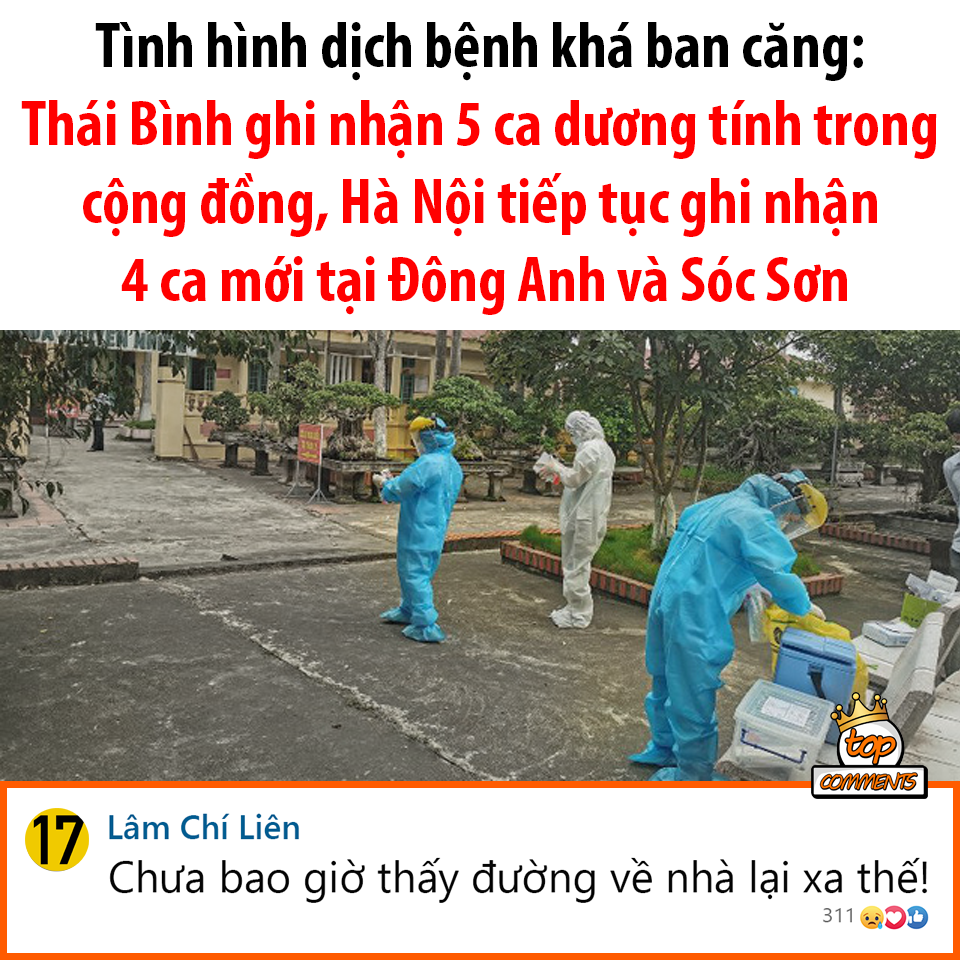 Tình hình dịch bệnh khá ban căng:
Thái Bình ghi nhận 5 ca dương tính trong
cộng đồng, Hà Nội tiếp tục ghi nhận
4 ca mới tại Đông Anh và Sóc Sơn
top
COMMENTS
17
Lâm Chí Liên
Chưa bao giờ thấy đường về nhà lại xa thế!
311